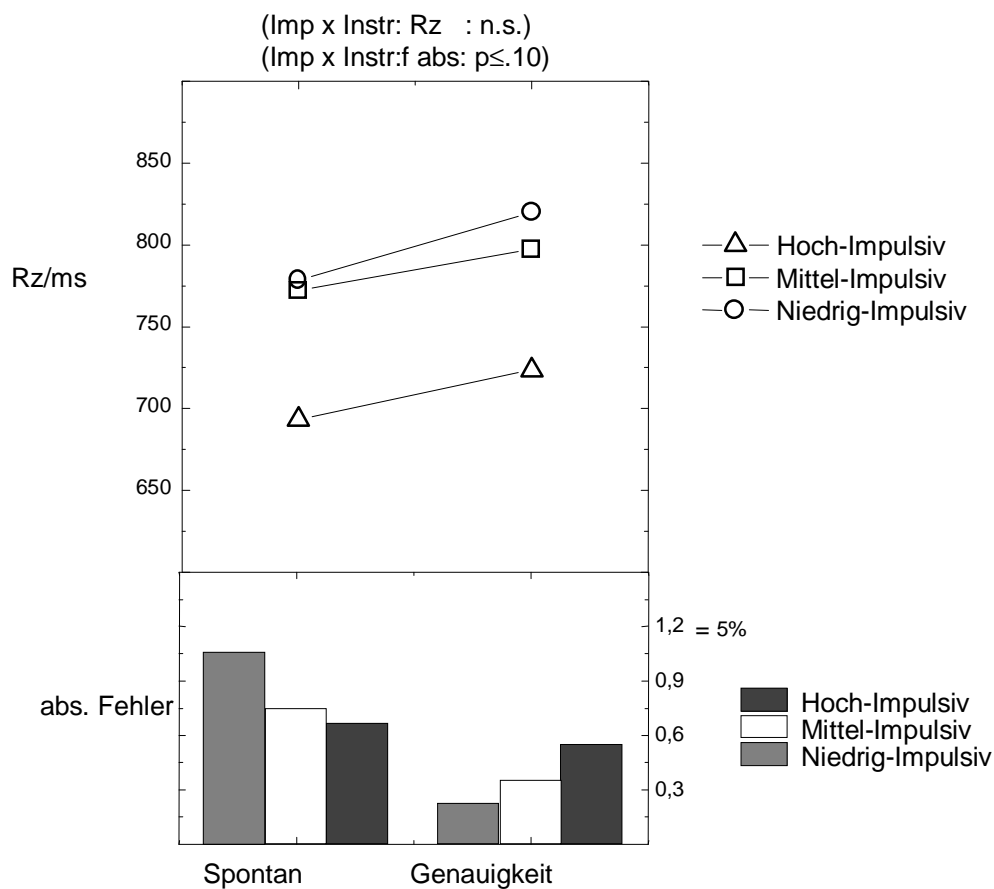 (Imp x Instr: Rz : n.s.)
(Imp x Instr:f abs: p≤.10)
850
800
Rz/ms
750
700
650
Hoch-Impulsiv
Mittel-Impulsiv
Niedrig-Impulsiv
1,2 = 5%
0,9
abs. Fehler
0,6
0,3
Hoch-Impulsiv
Mittel-Impulsiv
Niedrig-Impulsiv
Spontan Genauigkeit